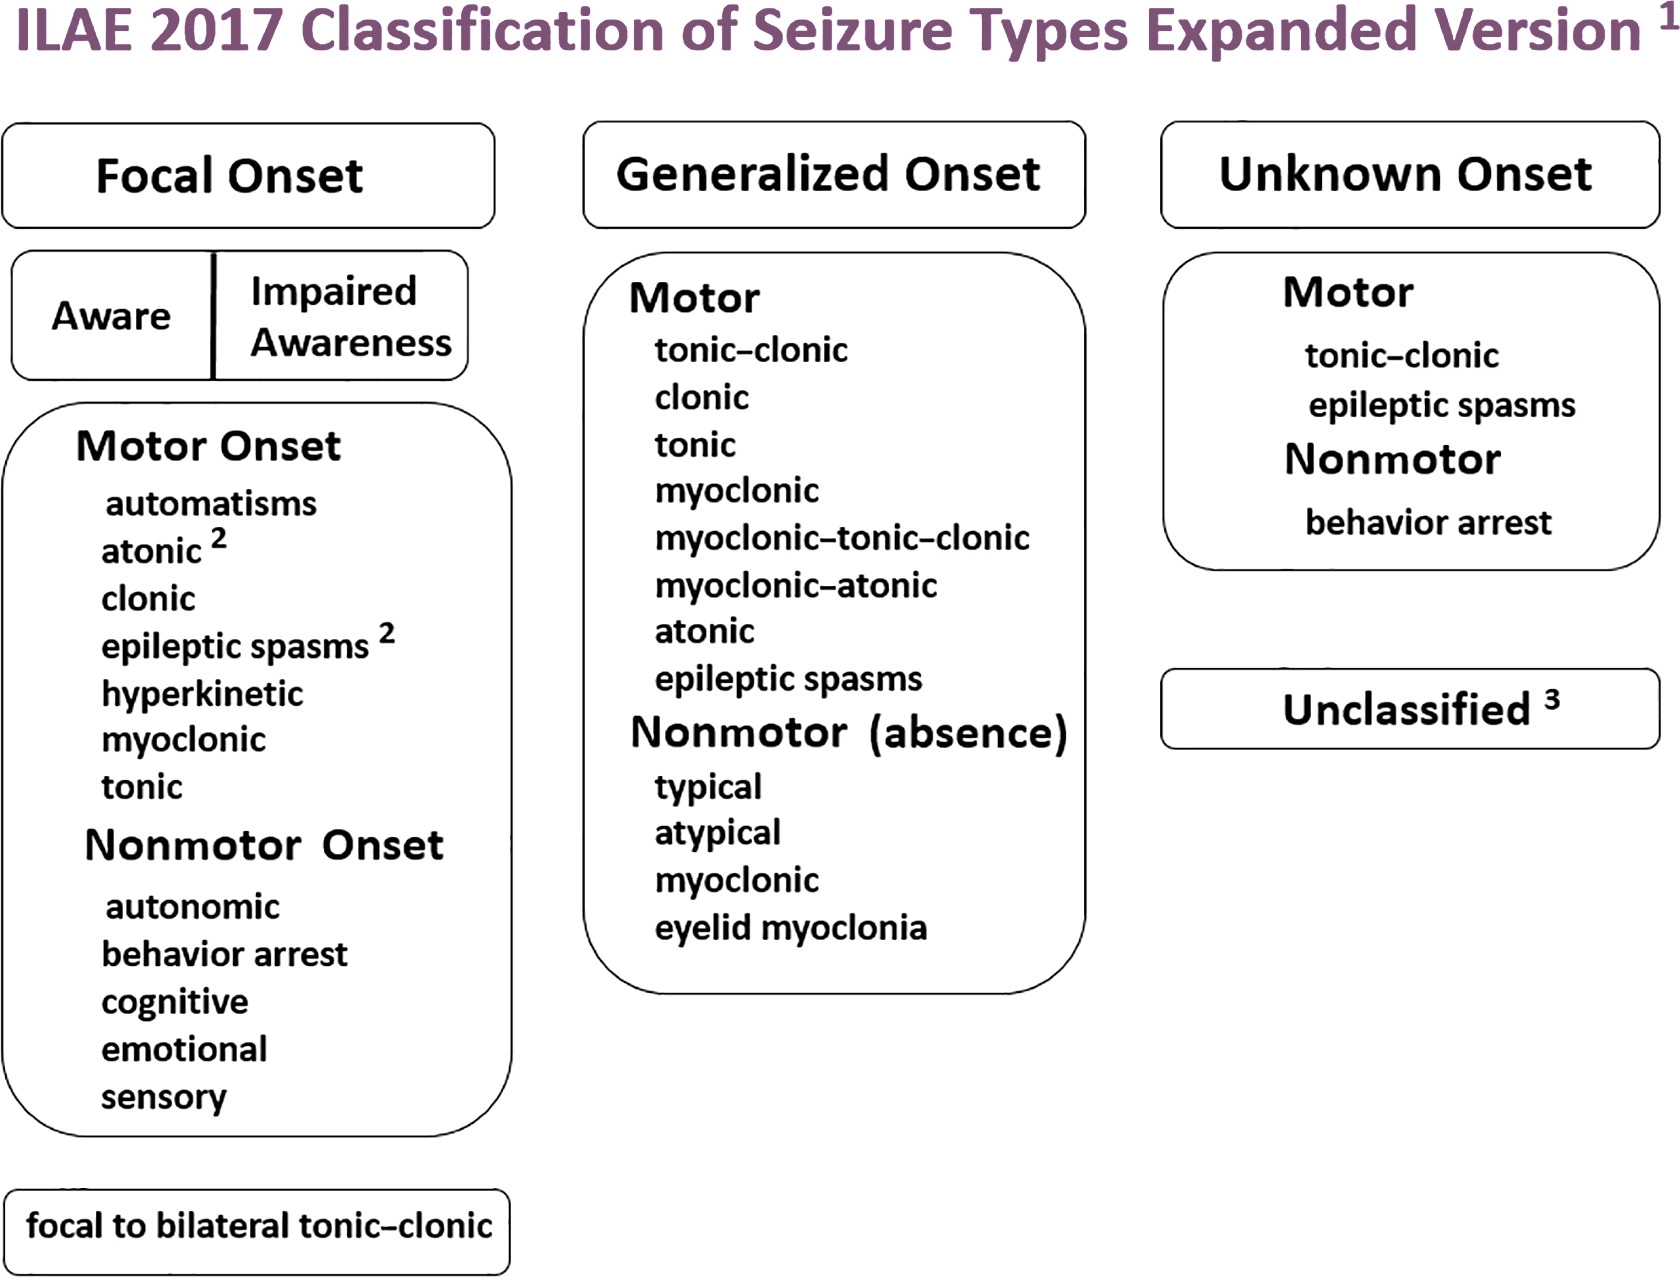 ILAE 2017 Classification of Seizure Types Expanded Version 1
Focal Onset
Aware
Impaired
Awareness
Motor Onset
automatisms
atonic 2
clonic
epileptic spasms 2
hyperkinetic
myoclonic
tonic
Nonmotor Onset
autonomic
behavior arrest
cognitive
emotional
sensory
focal to bilateral tonic–clonic
Generalized Onset
Motor
tonic–clonic
clonic
tonic
myoclonic
myoclonic–tonic–clonic
myoclonic–atonic
atonic
epileptic spasms
Nonmotor (absence)
typical
atypical
myoclonic
eyelid myoclonia
Unknown Onset
Motor
tonic–clonic
epileptic spasms
Nonmotor
behavior arrest
Unclassified 3